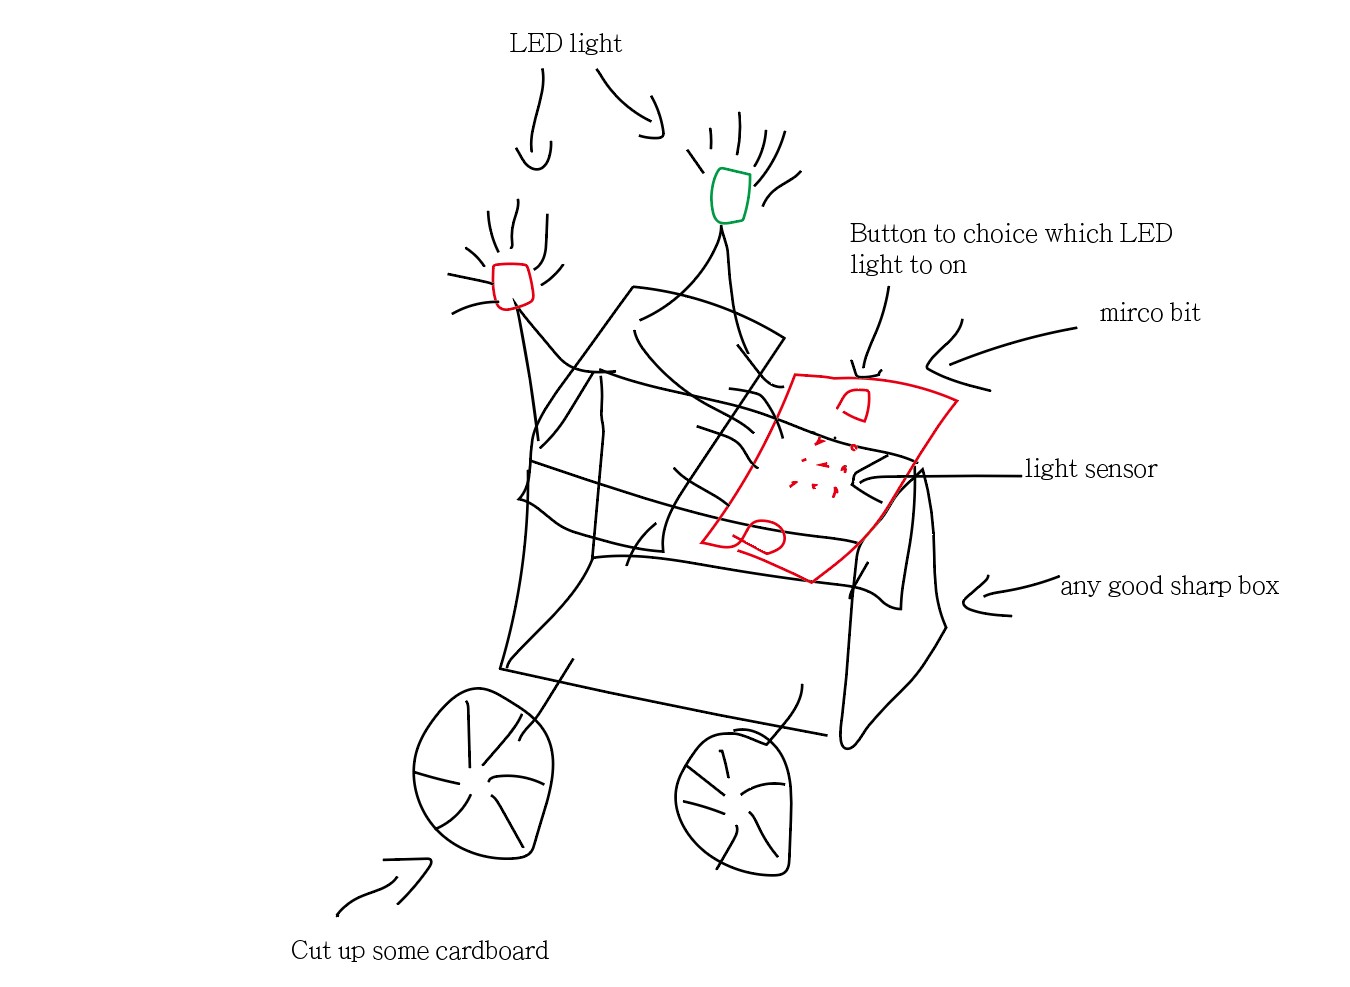 LED light
Button to choice which LED
light to on
mirco bit
light sensor
any good sharp box
Cut up some cardboard